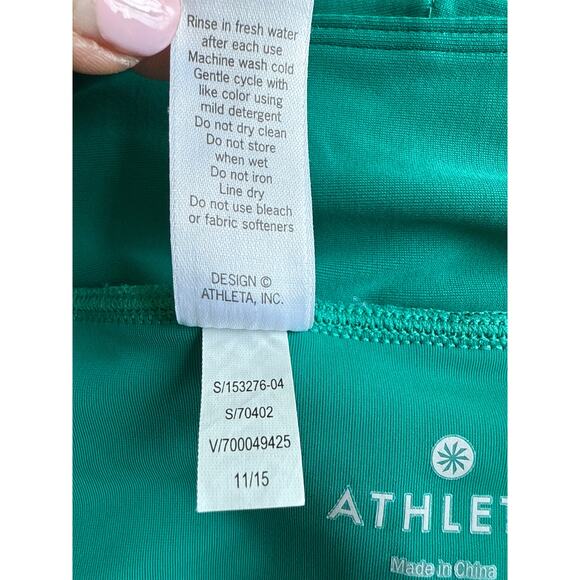 Rinse in fresh water
after each use
Machine wash cold
Gentle cycle with
like color using
mild detergent
Do not dry clean
Do not store
when wet
Do not iron
Line dry
Do not use bleach
or fabric softeners
DESIGN ©
ATHLETA, INC.
S/153276-04
S/70402
V/700049425
11/15
ATHLET
Made in China